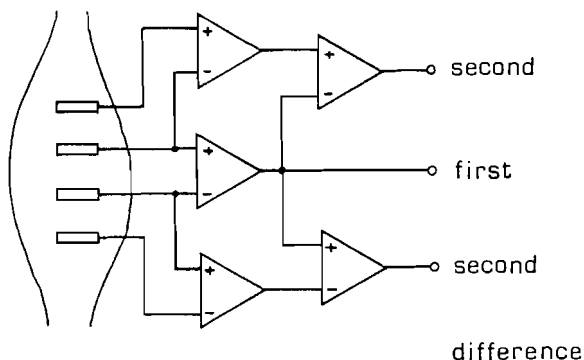 +
-
+
-
second
+
-
first
+
-
second
+
-
difference